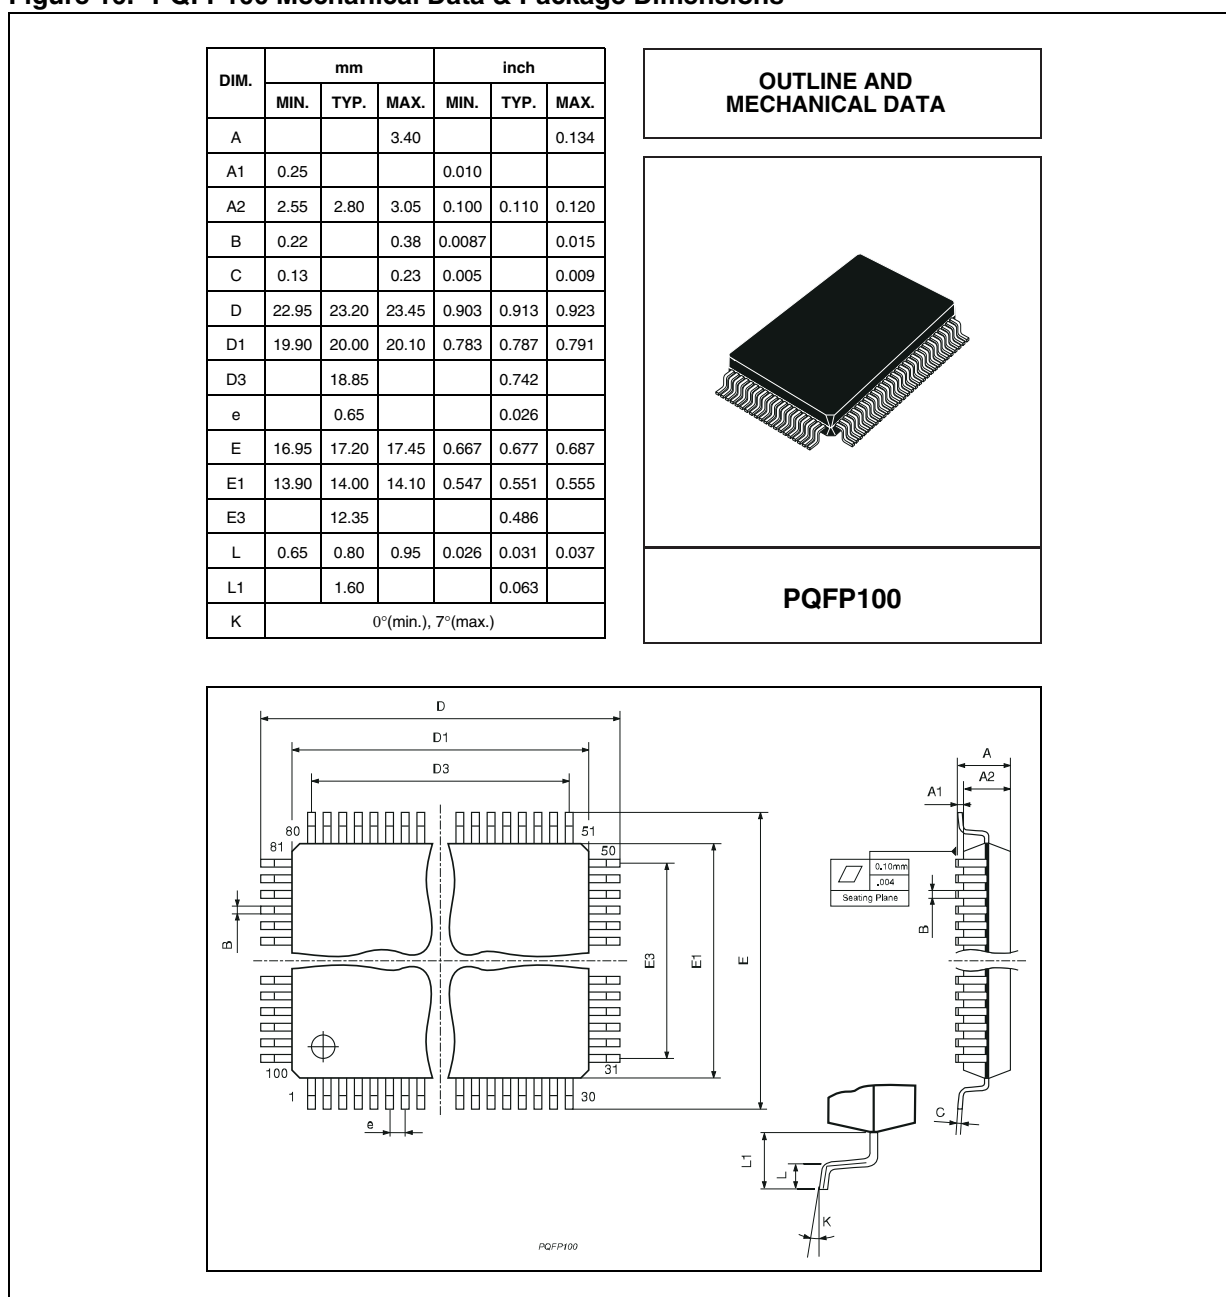 DIM. mm inch
MIN. TYP. MAX. MIN. TYP. MAX.
A 3.40 0.134
A1 0.25 0.010
A2 2.55 2.80 3.05 0.100 0.110 0.120
B 0.22 0.38 0.0087 0.015
C 0.13 0.23 0.005 0.009
D 22.95 23.20 23.45 0.903 0.913 0.923
D1 19.90 20.00 20.10 0.783 0.787 0.791
D3 18.85 0.742
e 0.65 0.026
E 16.95 17.20 17.45 0.667 0.677 0.687
E1 13.90 14.00 14.10 0.547 0.551 0.555
E3 12.35 0.486
L 0.65 0.80 0.95 0.026 0.031 0.037
L1 1.60 0.063
K 0°(min.), 7°(max.)
OUTLINE AND
MECHANICAL DATA
PQFP100
D
D1
D3
80
51
81
50
B
E3
E1
E
100
31
1
30
e
A
A2
A1
0.10mm
.004
Seating Plane
B
C
L1
L
K
PQFP100